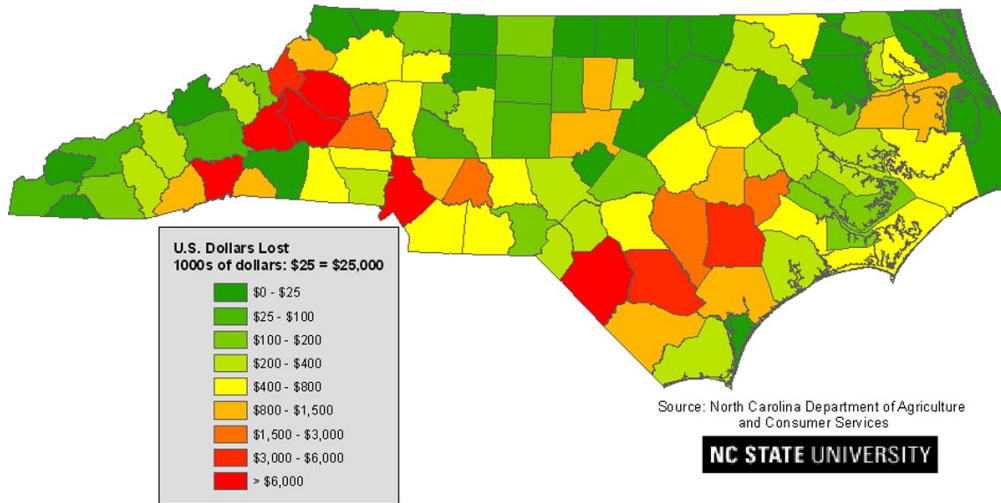 U.S. Dollars Lost
1000s of dollars: $25 = $25,000
$0 - $25
$25 - $100
$100 - $200
$200 - $400
$400 - $800
$800 - $1,500
$1,500 - $3,000
$3,000 - $6,000
> $6,000
Source: North Carolina Department of Agriculture
and Consumer Services
NC STATE UNIVERSITY